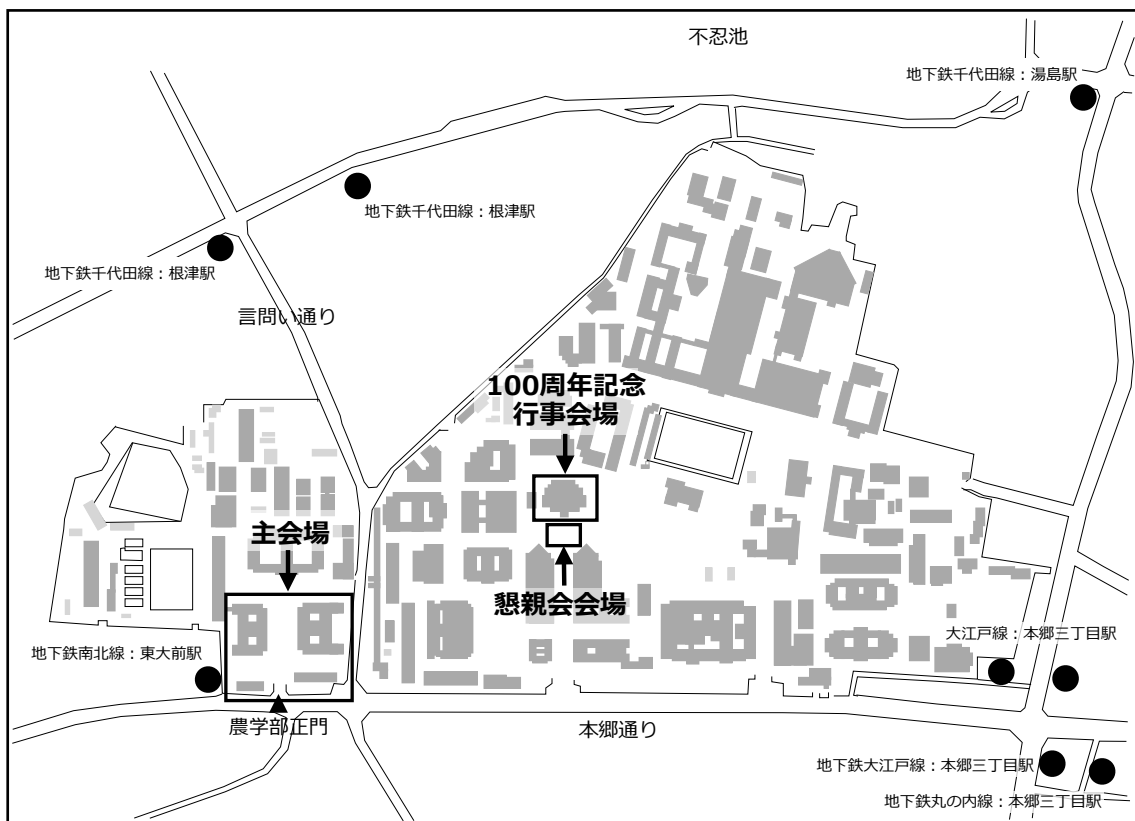 不忍池
地下鉄千代田線：湯島駅
地下鉄千代田線：根津駅
地下鉄千代田線：根津駅
言問い通り
100周年記念
行事会場
主会場
懇親会会場
大江戸線：本郷三丁目駅
地下鉄南北線：東大前駅
農学部正門
本郷通り
地下鉄大江戸線：本郷三丁目駅
地下鉄丸の内線：本郷三丁目駅